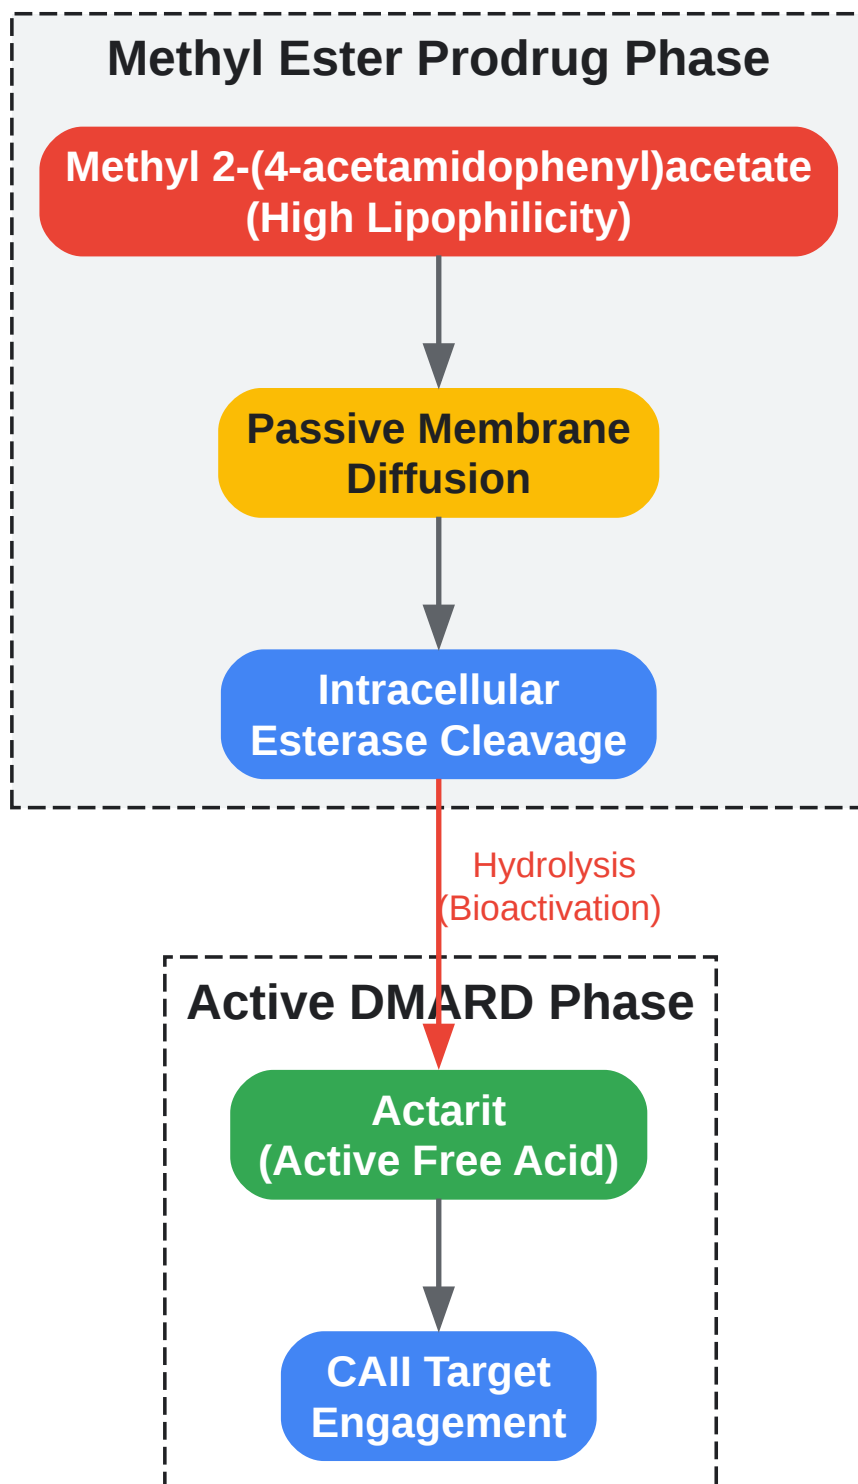 Methyl Ester Prodrug Phase
Methyl 2-(4-acetamidophenyl)acetate
(High Lipophilicity)
Passive Membrane
Diffusion
Intracellular
Esterase Cleavage
Hydrolysis
(Bioactivation)
Active DMARD Phase
Actarit
(Active Free Acid)
CAII Target
Engagement